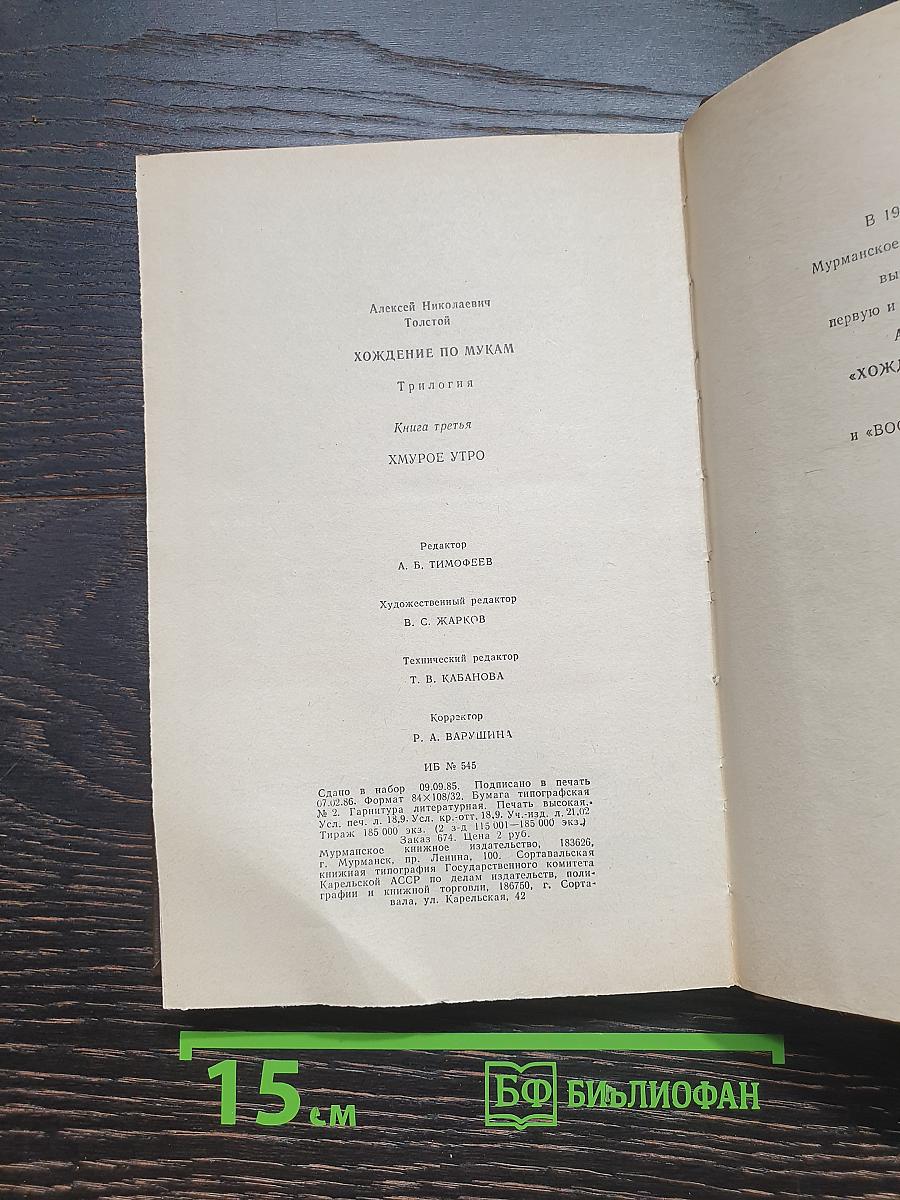 Алексей Николаевич
Толстой
ХОЖДЕНИЕ ПО МУКАМ
Трилогия
Книга третья
ХМУРОЕ УТРО
Редактор
А. Б. ТИМОФЕЕВ
Художественный редактор
В. С. ЖАРКОВ
Технический редактор
Т. В. КАБАНОВА
Корректор
Р. А. ВАРУШИНА
ИБ № 545
Сдано в набор 09.09.85. Подписано в печать
07.02.86. Формат 84×108/32. Бумага типографская
№ 2. Гарнитура литературная. Печать высокая.
Усл. печ. л. 18,9. Усл. кр.-отт. 18,9. Уч.-изд. л. 21,02
Тираж 185 000 экз. (2 з-д 115 001—185 000 экз.)
Заказ 674. Цена 2 руб.
Мурманское книжное издательство, 183626,
г. Мурманск, пр. Ленина, 100. Сортавальская
книжная типография Государственного комитета
Карельской АССР по делам издательств, поли-
графии и книжной торговли, 186750, г. Сорта-
вала, ул. Карельская, 42
В 19
Мурманское
вы
первую и
«ХОЖД
и «ВОС
15 см
БФ БИБЛИОФАН